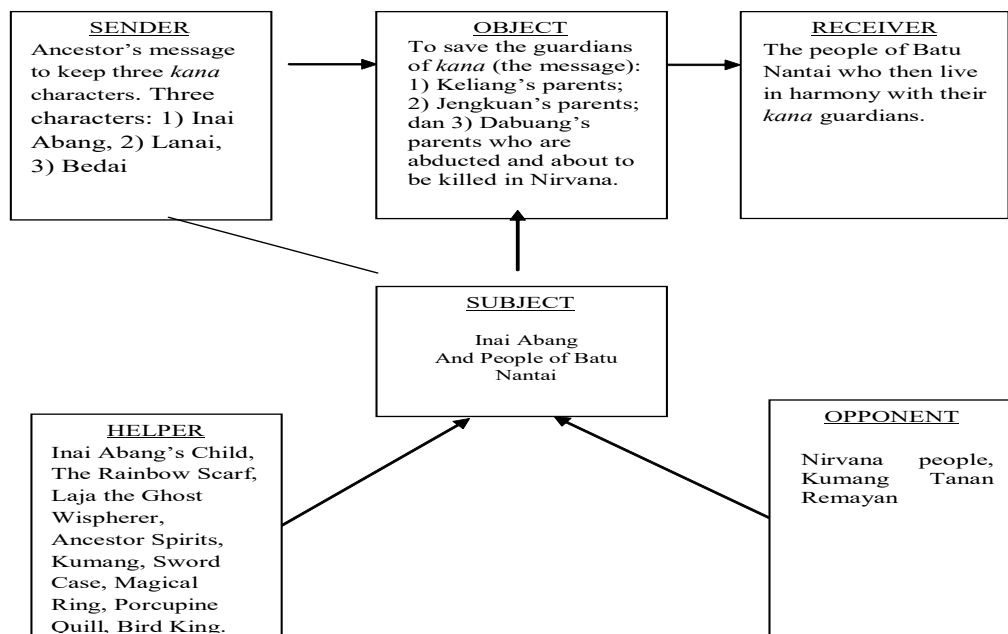 SENDER
Ancestor's message
to keep three kana
characters. Three
characters: 1) Inai
Abang, 2) Lanai,
3) Bedai
OBJECT
To save the guardians
of kana (the message):
1) Keliang's parents;
2) Jengkuan's parents;
dan 3) Dabuang's
parents who are
abducted and about to
be killed in Nirvana.
RECEIVER
The people of Batu
Nantai who then live
in harmony with their
kana guardians.
SUBJECT
Inai Abang
And People of Batu
Nantai
HELPER
Inai Abang's Child,
The Rainbow Scarf,
Laja the Ghost
Wispherer,
Ancestor Spirits,
Kumang, Sword
Case, Magical
Ring, Porcupine
Quill, Bird King.
OPPONENT
Nirvana people,
Kumang Tanan
Remayan